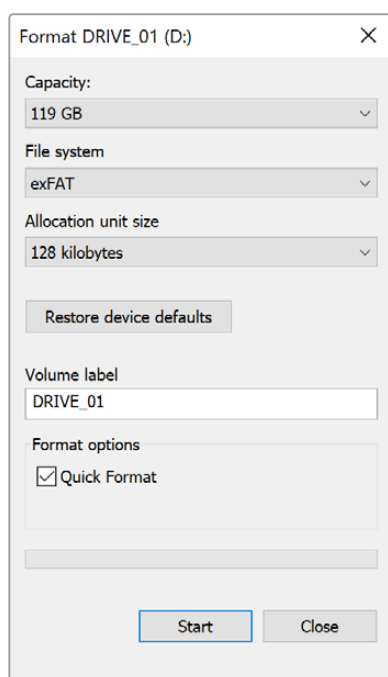 Format DRIVE_01 (D:)
Capacity:
119 GB
File system
exFAT
Allocation unit size
128 kilobytes
Restore device defaults
Volume label
DRIVE_01
Format options
Quick Format
Start
Close